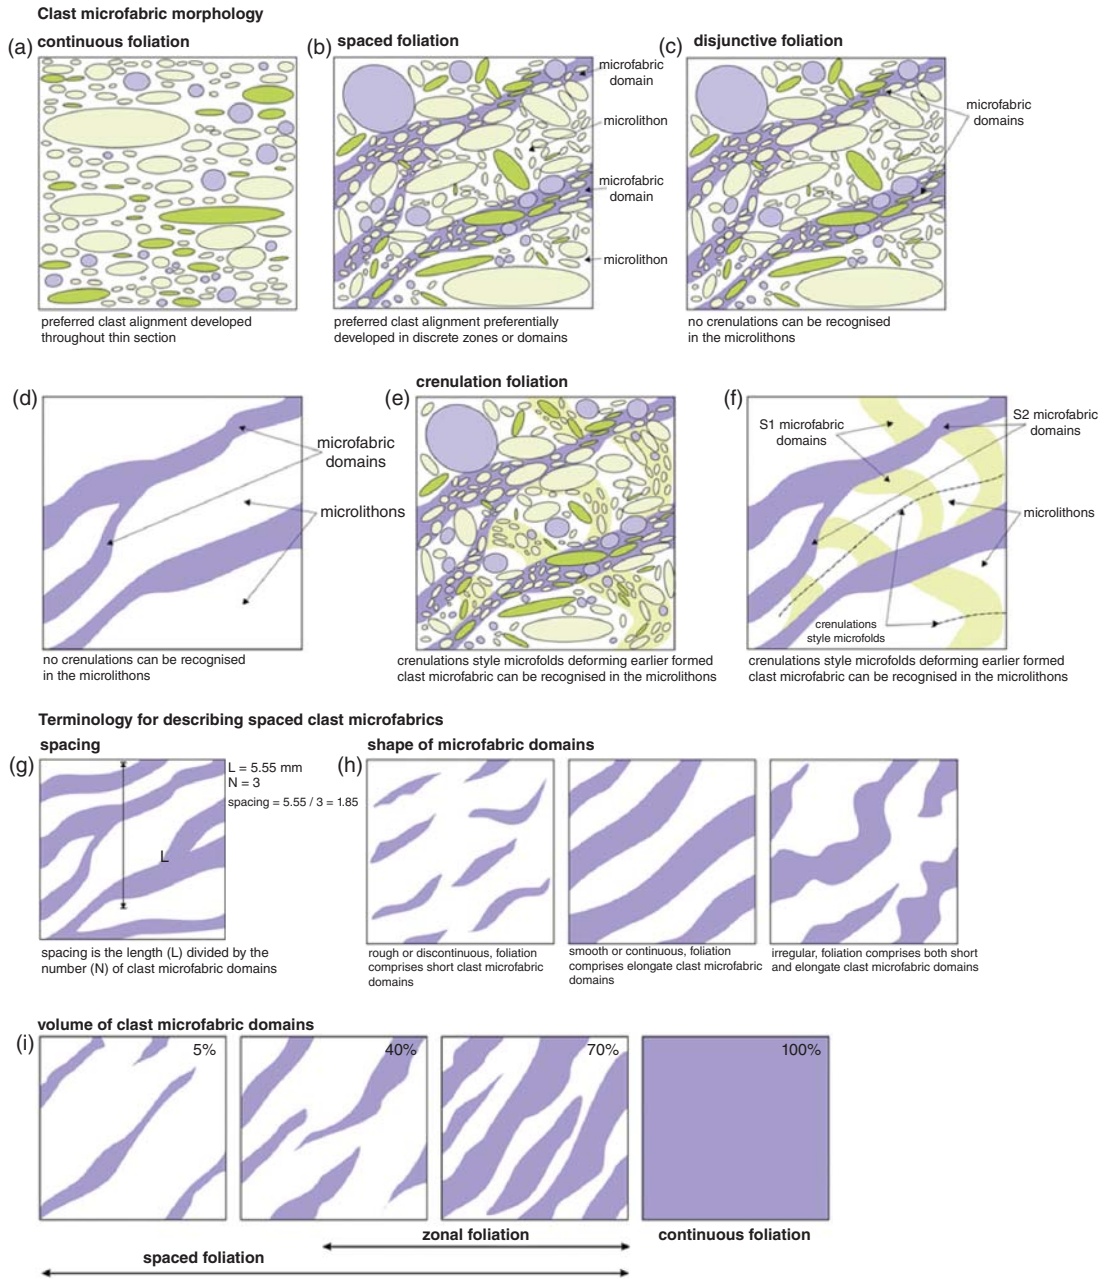 Clast microfabric morphology
(a) continuous foliation
preferred clast alignment developed
throughout thin section
(b) spaced foliation
microfabric
domain
microlithon
microfabric
domain
microlithon
preferred clast alignment preferentially
developed in discrete zones or domains
(c) disjunctive foliation
microfabric
domains
no crenulations can be recognised
in the microlithons
(d)
microfabric
domains
microlithons
no crenulations can be recognised
in the microlithons
crenulation foliation
(e)
crenulations style microfolds deforming earlier formed
clast microfabric can be recognised in the microlithons
(f)
S1 microfabric
domains
S2 microfabric
domains
microlithons
crenulations
style microfolds
crenulations style microfolds deforming earlier formed
clast microfabric can be recognised in the microlithons
Terminology for describing spaced clast microfabrics
spacing
(g)
L = 5.55 mm
N = 3
spacing = 5.55 / 3 = 1.85
L
spacing is the length (L) divided by the
number (N) of clast microfabric domains
shape of microfabric domains
(h)
rough or discontinuous, foliation
comprises short clast microfabric
domains
smooth or continuous, foliation
comprises elongate clast microfabric
domains
irregular, foliation comprises both short
and elongate clast microfabric domains
volume of clast microfabric domains
(i)
5%
40%
70%
100%
zonal foliation
continuous foliation
spaced foliation